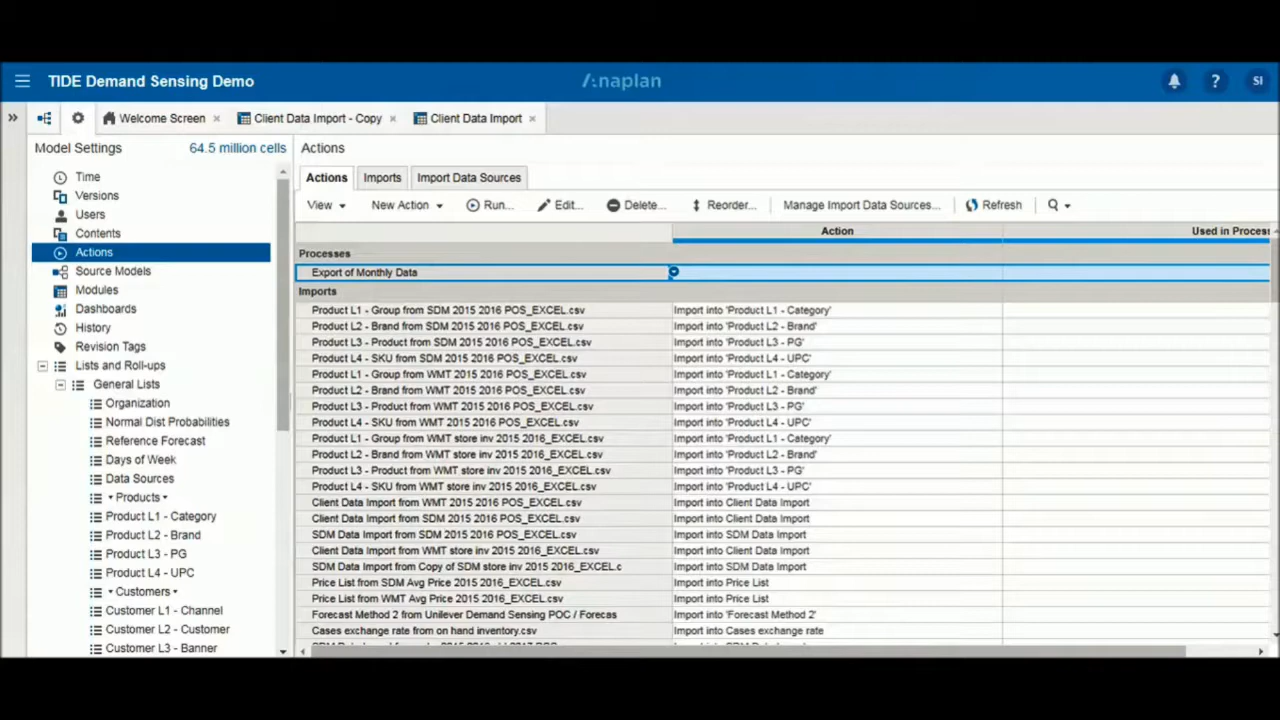 TIDE Demand Sensing Demo
Anaplan
?
SI
Welcome Screen
Client Data Import - Copy
Client Data Import
Model Settings
64.5 million cells
Time
Versions
Users
Contents
Actions
Source Models
Modules
Dashboards
History
Revision Tags
Lists and Roll-ups
General Lists
Organization
Normal Dist Probabilities
Reference Forecast
Days of Week
Data Sources
Products
Product L1 - Category
Product L2 - Brand
Product L3 - PG
Product L4 - UPC
Customers
Customer L1 - Channel
Customer L2 - Customer
Customer L3 - Banner
Actions
Actions
Imports
Import Data Sources
View
New Action
Run...
Edit...
Delete...
Reorder...
Manage Import Data Sources...
Refresh
Action
Used in Proces
Processes
Export of Monthly Data
Imports
Product L1 - Group from SDM 2015 2016 POS_EXCEL.csv Import into 'Product L1 - Category'
Product L2 - Brand from SDM 2015 2016 POS_EXCEL.csv Import into 'Product L2 - Brand'
Product L3 - Product from SDM 2015 2016 POS_EXCEL.csv Import into 'Product L3 - PG'
Product L4 - SKU from SDM 2015 2016 POS_EXCEL.csv Import into 'Product L4 - UPC'
Product L1 - Group from WMT 2015 2016 POS_EXCEL.csv Import into 'Product L1 - Category'
Product L2 - Brand from WMT 2015 2016 POS_EXCEL.csv Import into 'Product L2 - Brand'
Product L3 - Product from WMT 2015 2016 POS_EXCEL.csv Import into 'Product L3 - PG'
Product L4 - SKU from WMT 2015 2016 POS_EXCEL.csv Import into 'Product L4 - UPC'
Product L1 - Group from WMT store inv 2015 2016_EXCEL.csv Import into 'Product L1 - Category'
Product L2 - Brand from WMT store inv 2015 2016_EXCEL.csv Import into 'Product L2 - Brand'
Product L3 - Product from WMT store inv 2015 2016_EXCEL.csv Import into 'Product L3 - PG'
Product L4 - SKU from WMT store inv 2015 2016_EXCEL.csv Import into 'Product L4 - UPC'
Client Data Import from WMT 2015 2016 POS_EXCEL.csv Import into Client Data Import
Client Data Import from SDM 2015 2016 POS_EXCEL.csv Import into Client Data Import
SDM Data Import from SDM 2015 2016 POS_EXCEL.csv Import into SDM Data Import
Client Data Import from WMT store inv 2015 2016_EXCEL.csv Import into Client Data Import
SDM Data Import from Copy of SDM store inv 2015 2016_EXCEL.c Import into SDM Data Import
Price List from SDM Avg Price 2015 2016_EXCEL.csv Import into Price List
Price List from WMT Avg Price 2015 2016_EXCEL.csv Import into Price List
Forecast Method 2 from Unilever Demand Sensing POC / Forecas Import into 'Forecast Method 2'
Cases exchange rate from on hand inventory.csv Import into Cases exchange rate